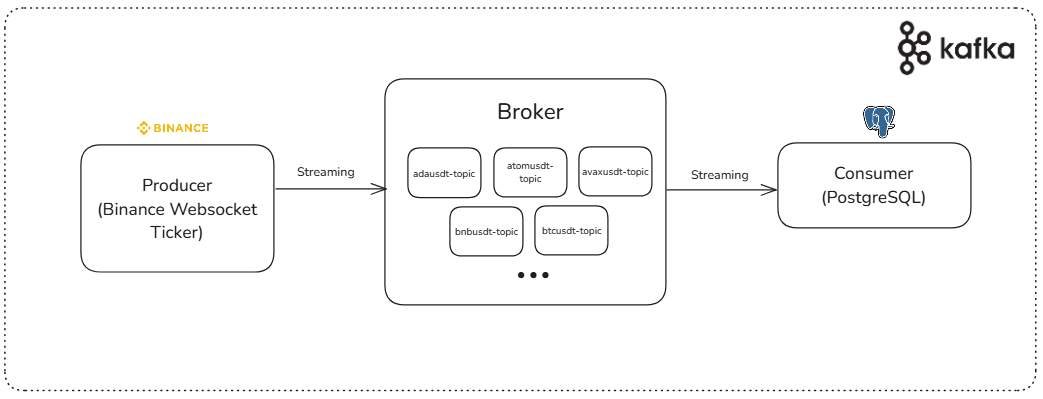 kafka
BINANCE
Producer
(Binance Websocket
Ticker)
Streaming
Broker
adausdt-topic
atomusdt-
topic
avaxusdt-topic
bnbusdt-topic
btcusdt-topic
•••
Streaming
Consumer
(PostgreSQL)